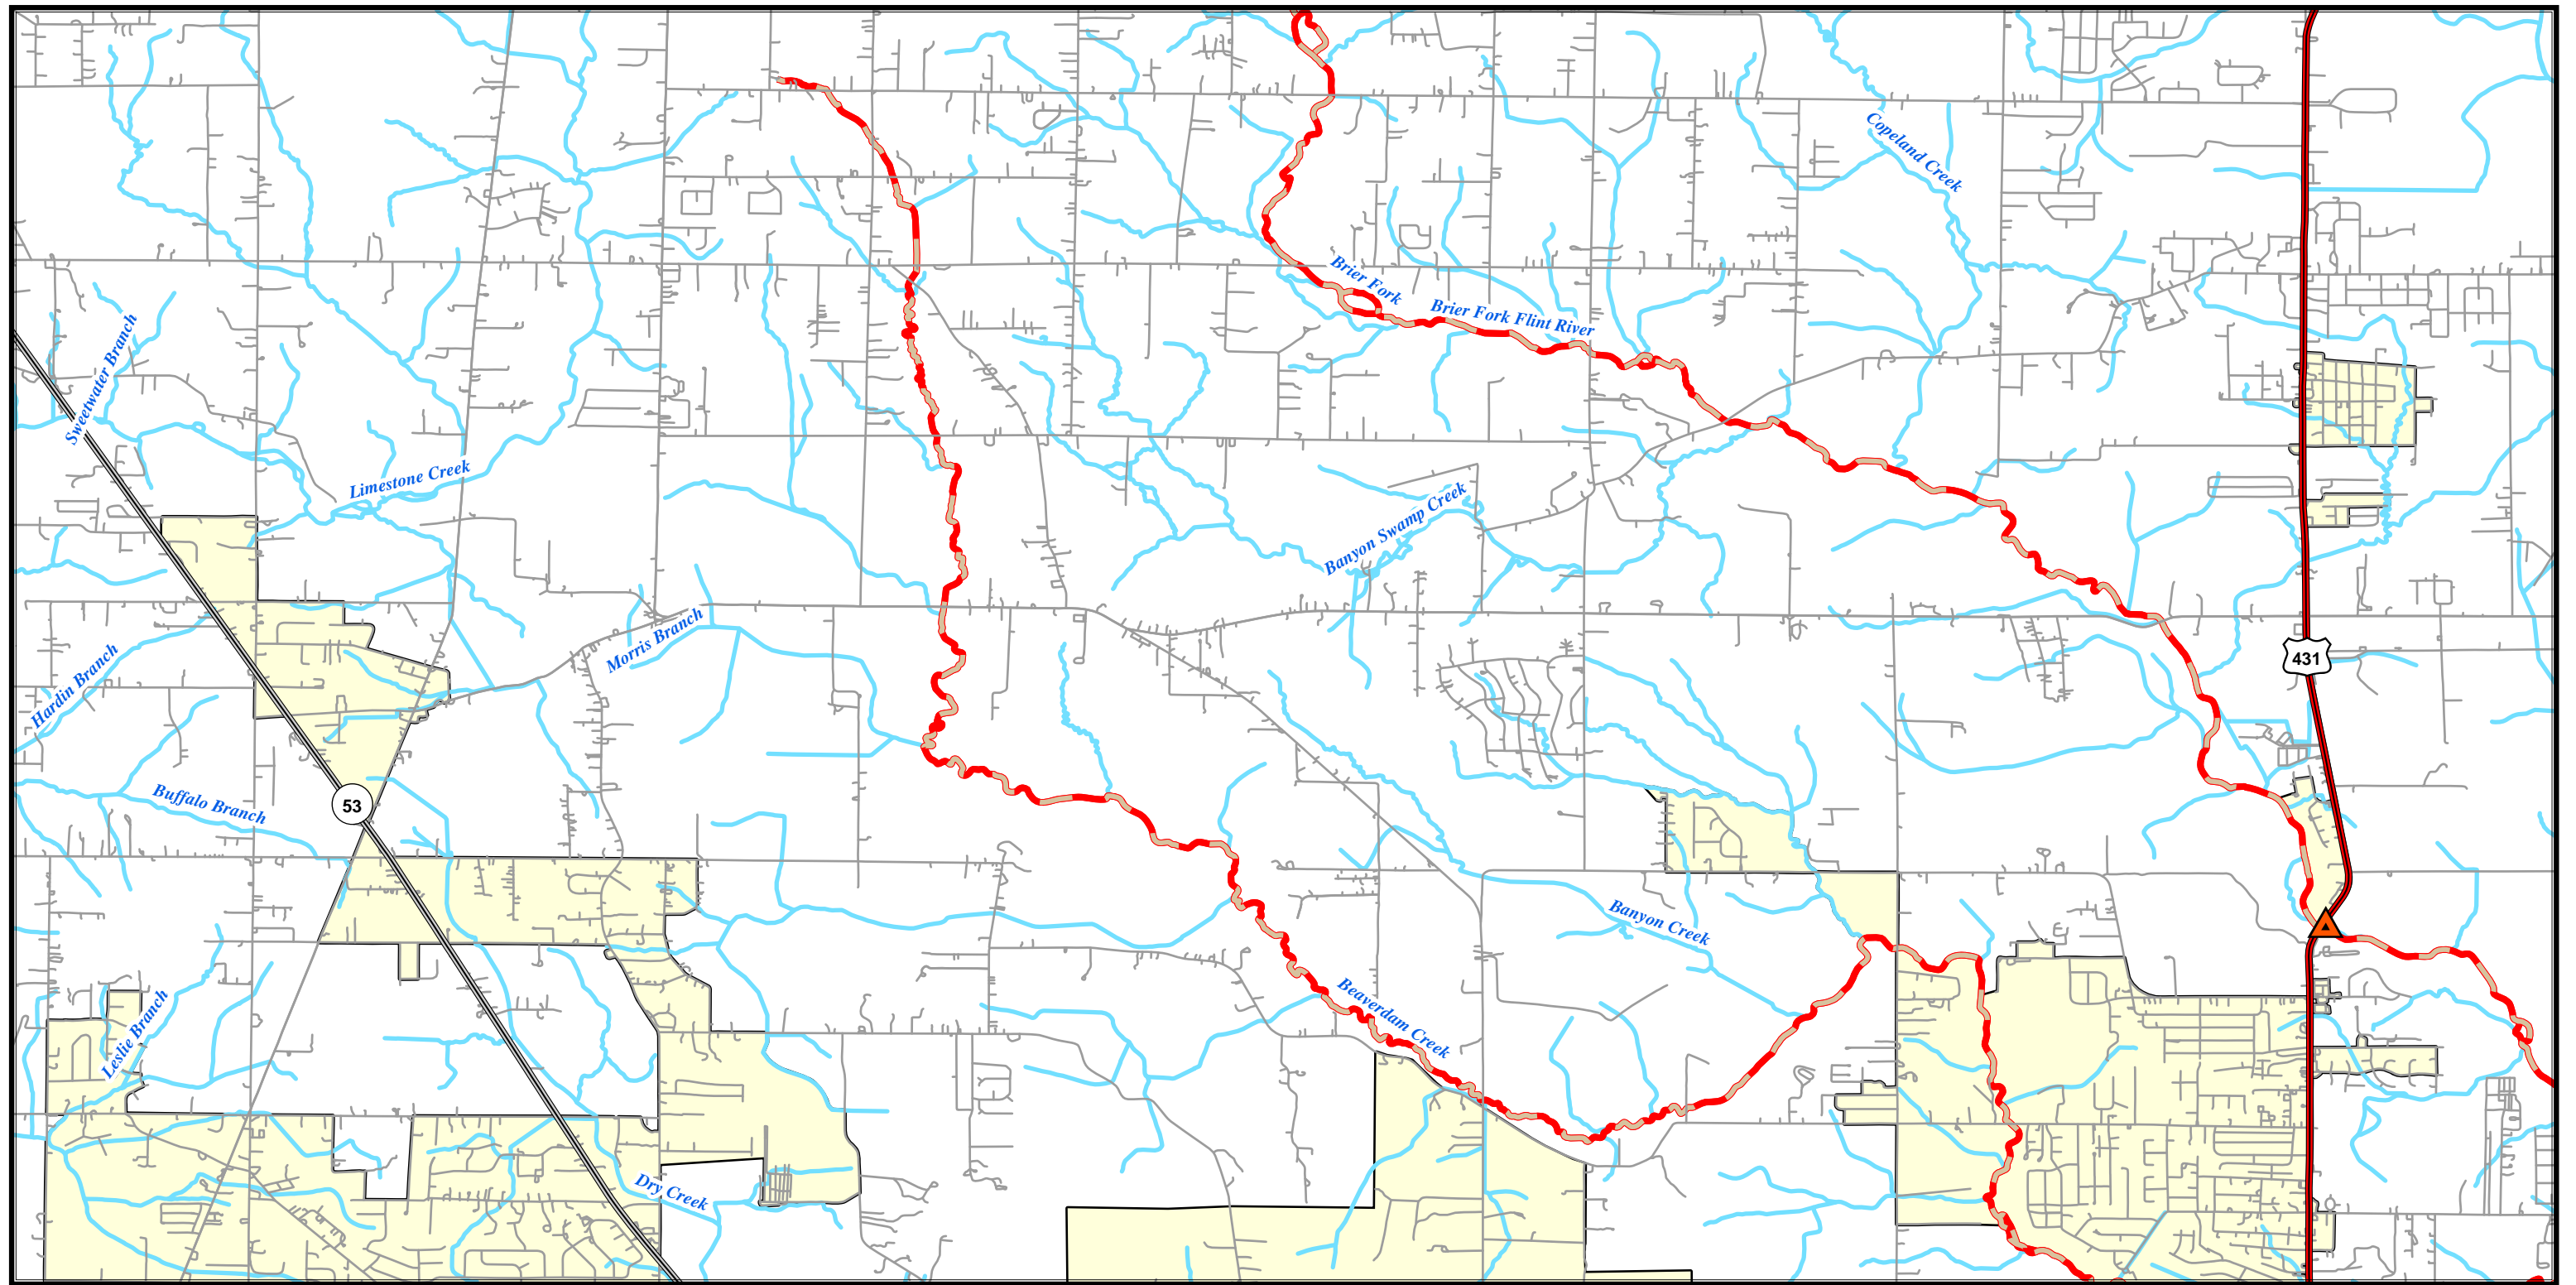 Copeland Creek
Brier Fork
Brier Fork Flint River
Sweetwater Branch
Limestone Creek
Banyon Swamp Creek
Morris Branch
Hardin Branch
431
Buffalo Branch
53
Banyon Creek
Beaverdam Creek
Leslie Branch
Dry Creek